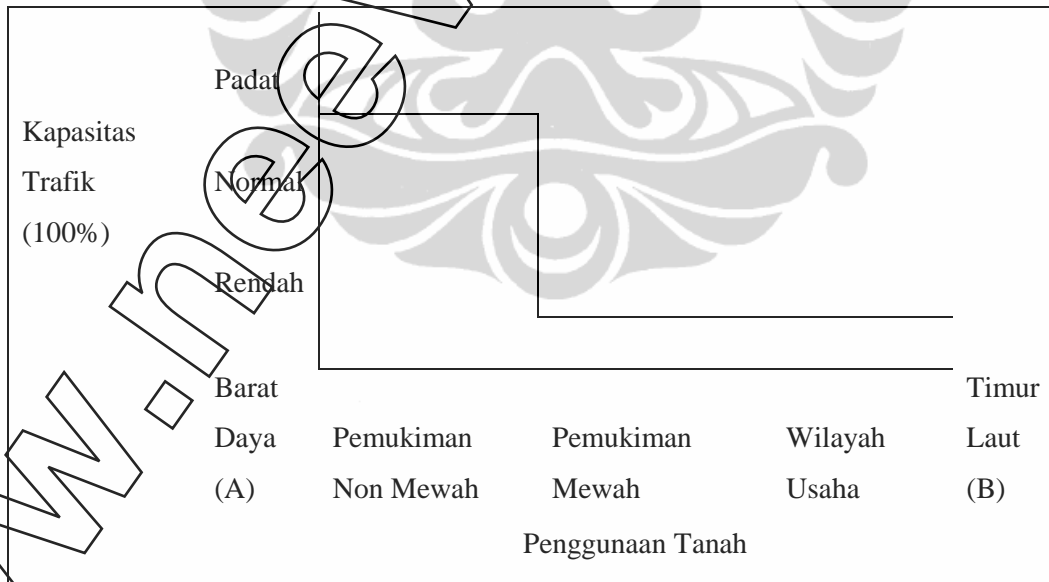 Padat
Kapasitas
Trafik
Normal
(100%)
Rendah
Barat Timur
Daya Pemukiman Pemukiman Wilayah Laut
(A) Non Mewah Mewah Usaha (B)
Penggunaan Tanah
w.ne